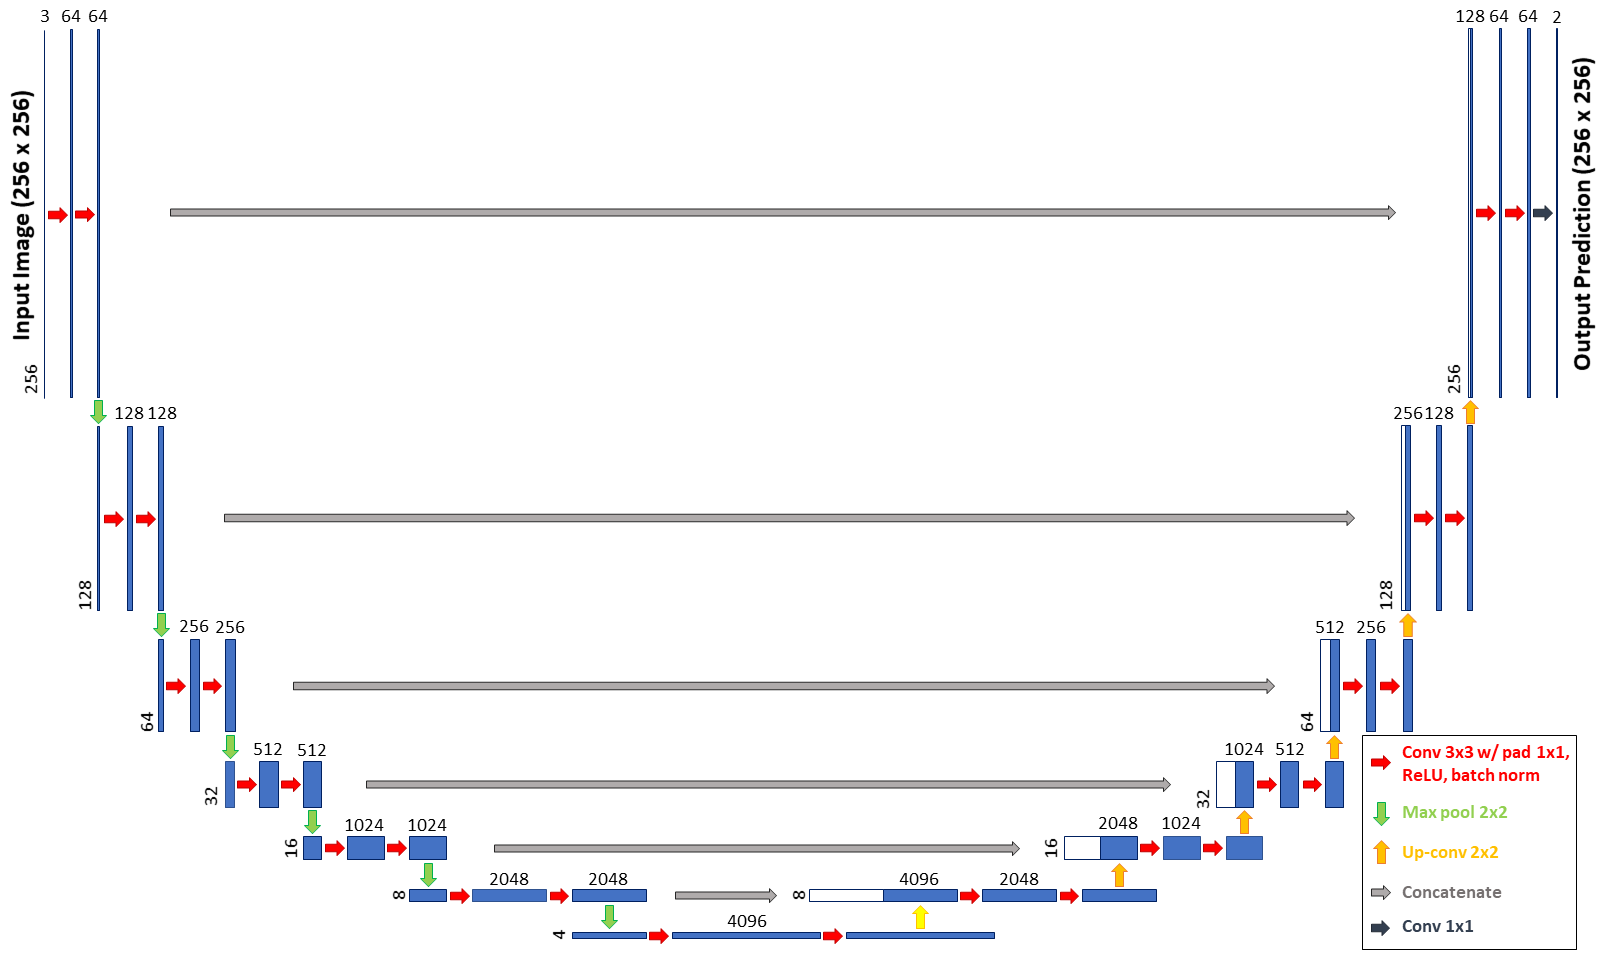 3 64 64
128 64 64 2
Input Image (256 x 256)
Output Prediction (256 x 256)
256
256
128 128
256 128
128
128
256 256
512 256
64
64
512 512
1024 512
32
32
1024 1024
2048 1024
16
16
2048 2048
4096 2048
8
8
4096
4
Conv 3x3 w/ pad 1x1,
ReLU, batch norm
Max pool 2x2
Up-conv 2x2
Concatenate
Conv 1x1